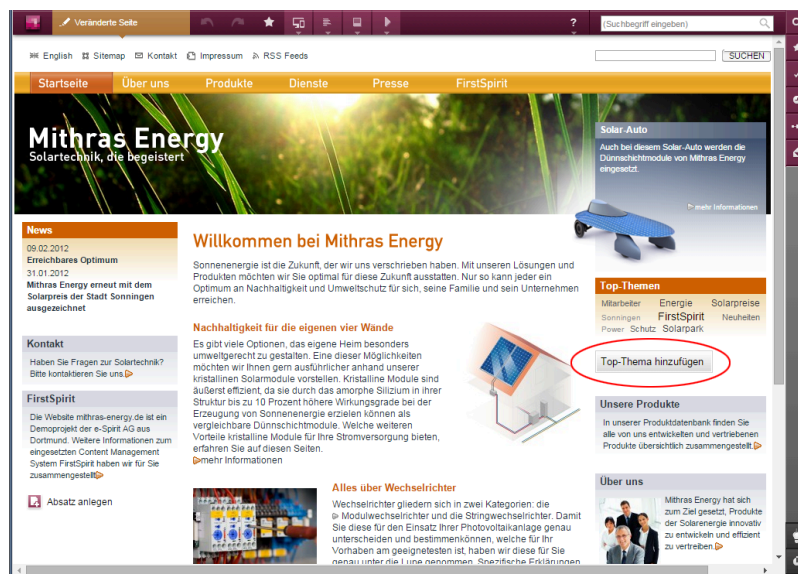 Veränderte Seite
?
(Suchbegriff eingeben)
English Sitemap Kontakt Impressum RSS Feeds
SUCHEN
Startseite Über uns Produkte Dienste Presse FirstSpirit
Mithras Energy
Solartechnik, die begeistert
Solar-Auto
Auch bei diesem Solar-Auto werden die
Dünnschichtmodule von Mithras Energy
eingesetzt.
mehr Informationen
News
09.02.2012
Erreichbares Optimum
31.01.2012
Mithras Energy erneut mit dem
Solarpreis der Stadt Sonningen
ausgezeichnet
Kontakt
Haben Sie Fragen zur Solartechnik?
Bitte kontaktieren Sie uns.
FirstSpirit
Die Website mithras-energy.de ist ein
Demoprojekt der e-Spirit AG aus
Dortmund. Weitere Informationen zum
eingesetzten Content Management
System FirstSpirit haben wir für Sie
zusammengestellt
Absatz anlegen
Willkommen bei Mithras Energy
Sonnenenergie ist die Zukunft, der wir uns verschrieben haben. Mit unseren Lösungen und
Produkten möchten wir Sie optimal für diese Zukunft ausstatten. Nur so kann jeder ein
Optimum an Nachhaltigkeit und Umweltschutz für sich, seine Familie und sein Unternehmen
erreichen.
Nachhaltigkeit für die eigenen vier Wände
Es gibt viele Optionen, das eigene Heim besonders
umweltgerecht zu gestalten. Eine dieser Möglichkeiten
möchten wir Ihnen gern ausführlicher anhand unserer
kristallinen Solarmodule vorstellen. Kristalline Module sind
äußerst effizient, da sie durch das amorphe Silizium in ihrer
Struktur bis zu 10 Prozent höhere Wirkungsgrade bei der
Erzeugung von Sonnenenergie erzielen können als
vergleichbare Dünnschichtmodule. Welche weiteren
Vorteile kristalline Module für Ihre Stromversorgung bieten,
erfahren Sie auf diesen Seiten.
mehr Informationen
Alles über Wechselrichter
Wechselrichter gliedern sich in zwei Kategorien: die
Modulwechselrichter und die Stringwechselrichter. Damit
Sie diese für den Einsatz Ihrer Photovoltaikanlage genau
unterscheiden und bestimmenkönnen, welche für Ihr
Vorhaben am geeignetesten ist, haben wir diese für Sie
genau unter die Lupe genommen. Spezifische Erklärungen
Top-Themen
Mitarbeiter Energie Solarpreise
Sonningen FirstSpirit Neuheiten
Power Schutz Solarpark
Top-Thema hinzufügen
Unsere Produkte
In unserer Produktdatenbank finden Sie
alle von uns entwickelten und vertriebenen
Produkte übersichtlich zusammengestellt.
Über uns
Mithras Energy hat sich
zum Ziel gesetzt, Produkte
der Solarenergie innovativ
zu entwickeln und effizient
zu vertreiben.